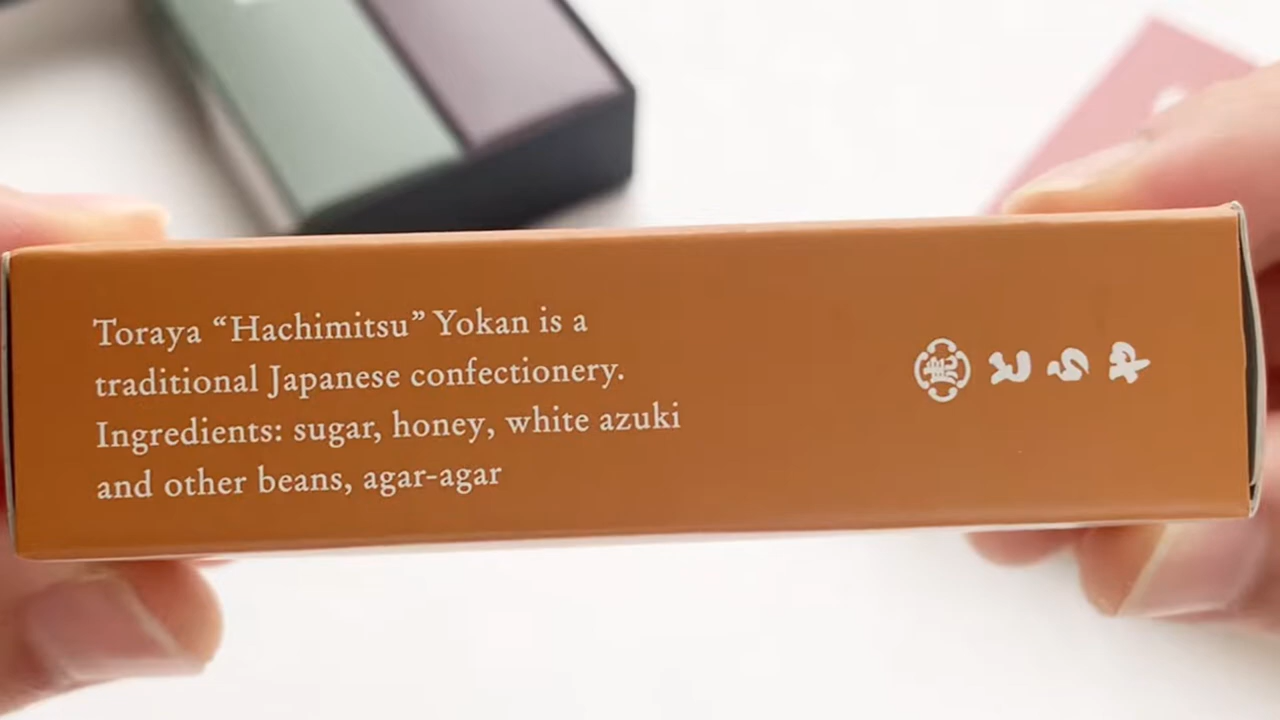 Toraya “Hachimitsu” Yokan is a
traditional Japanese confectionery.
Ingredients: sugar, honey, white azuki
and other beans, agar-agar
とらや